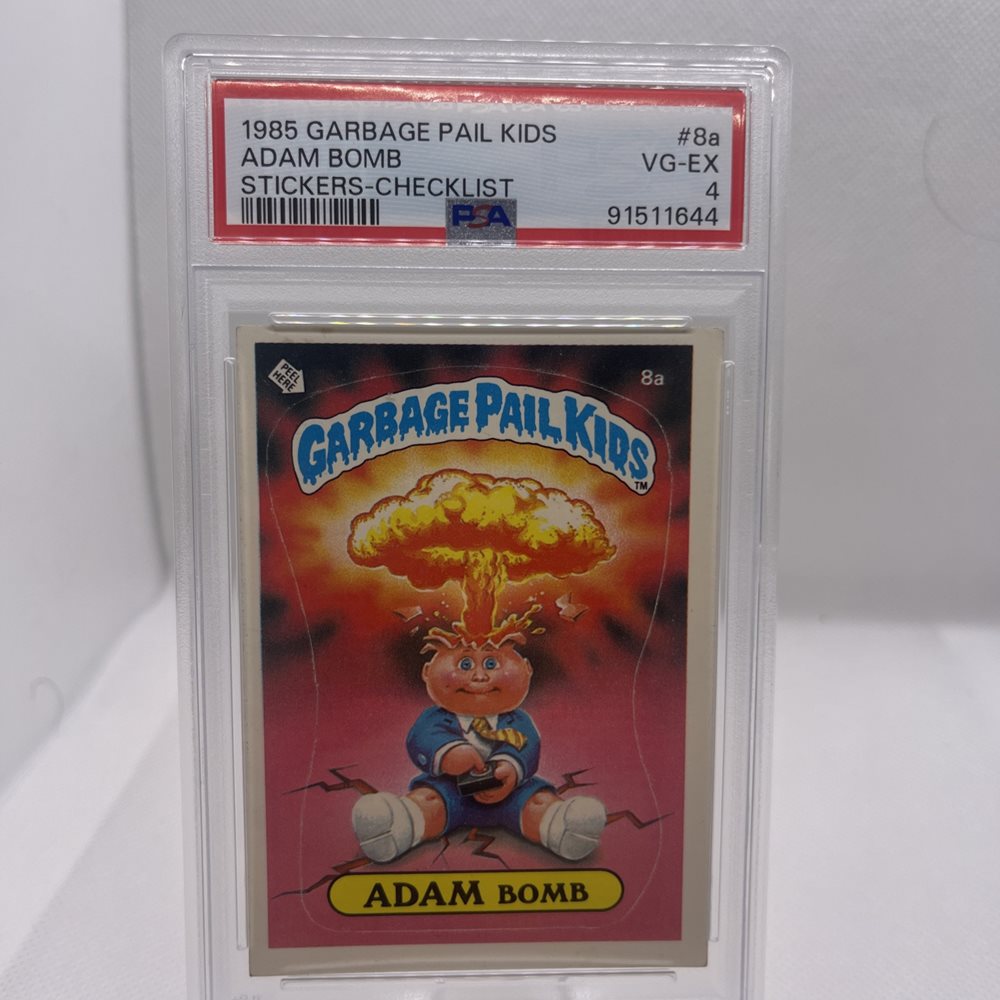 1985 GARBAGE PAIL KIDS #8a
ADAM BOMB VG-EX
STICKERS-CHECKLIST 4
PSA 91511644
PEEL
HERE
8a
GARBAGE PAIL KIDS
TM
ADAM BOMB